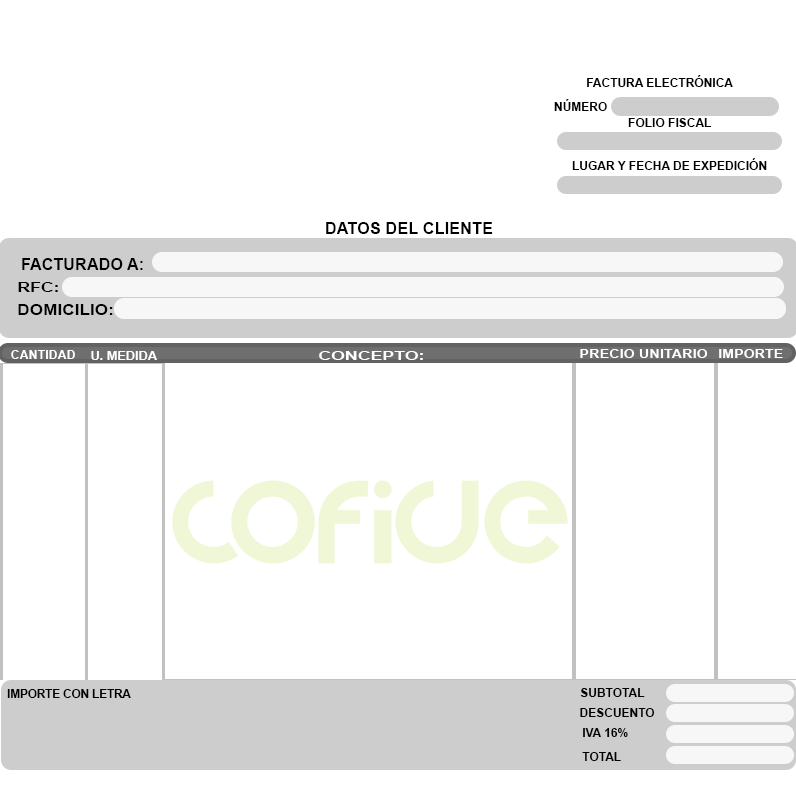 FACTURA ELECTRÓNICA
NÚMERO
FOLIO FISCAL
LUGAR Y FECHA DE EXPEDICIÓN
DATOS DEL CLIENTE
FACTURADO A:
RFC:
DOMICILIO:
CANTIDAD U. MEDIDA CONCEPTO: PRECIO UNITARIO IMPORTE
cofide
IMPORTE CON LETRA
SUBTOTAL
DESCUENTO
IVA 16%
TOTAL